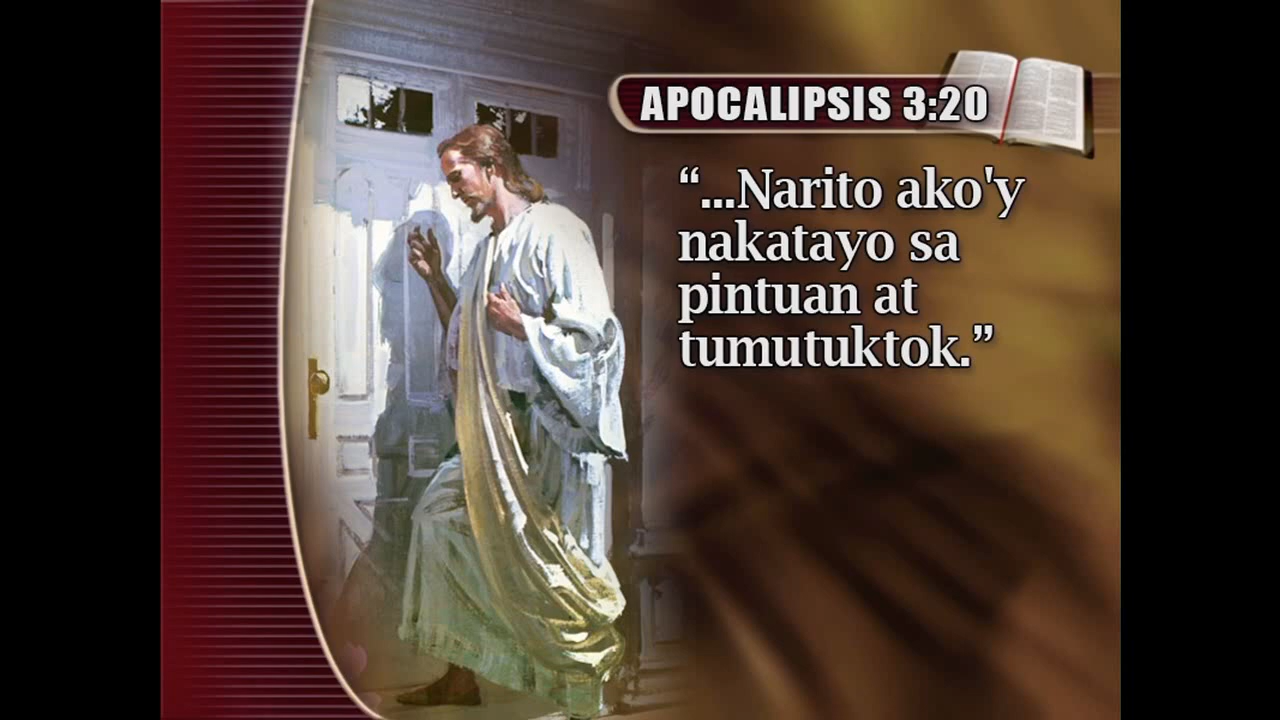 APOCALIPSIS 3:20
“...Narito ako'y
nakatayo sa
pintuan at
tumutuktok.”